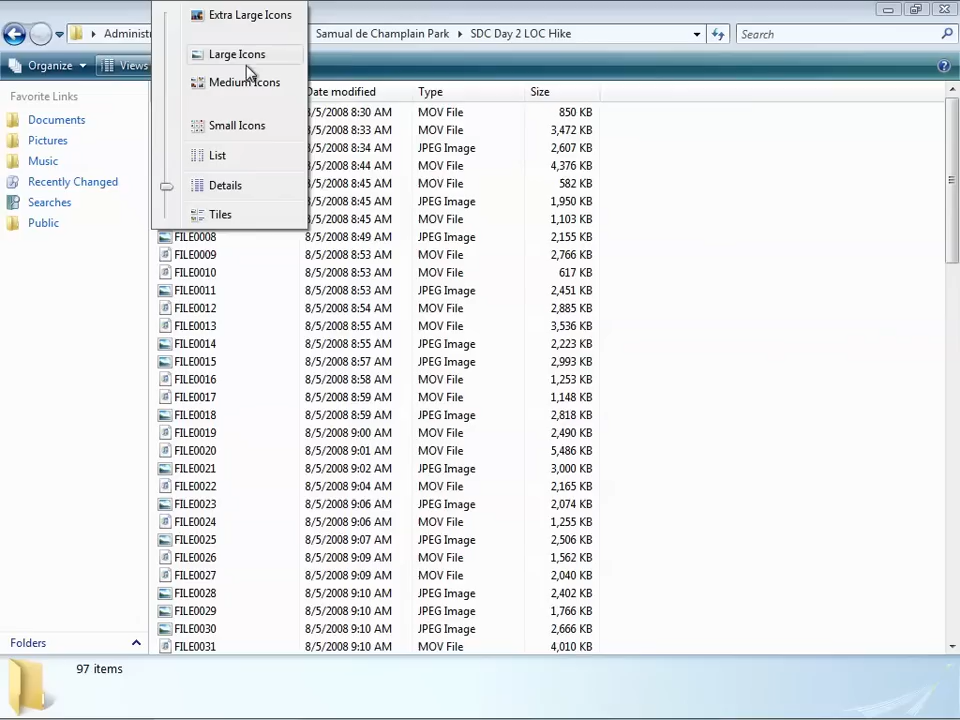 Extra Large Icons
Large Icons
Medium Icons
Small Icons
List
Details
Tiles
Administ
Samual de Champlain Park
SDC Day 2 LOC Hike
Search
Organize
Views
Favorite Links
Documents
Pictures
Music
Recently Changed
Searches
Public
Folders
Date modified Type Size
8/5/2008 8:30 AM MOV File 850 KB
8/5/2008 8:33 AM MOV File 3,472 KB
8/5/2008 8:34 AM JPEG Image 2,607 KB
8/5/2008 8:44 AM MOV File 4,376 KB
8/5/2008 8:45 AM MOV File 582 KB
8/5/2008 8:45 AM JPEG Image 1,950 KB
8/5/2008 8:45 AM MOV File 1,103 KB
FILE0008 8/5/2008 8:49 AM JPEG Image 2,155 KB
FILE0009 8/5/2008 8:53 AM MOV File 2,766 KB
FILE0010 8/5/2008 8:53 AM MOV File 617 KB
FILE0011 8/5/2008 8:53 AM JPEG Image 2,451 KB
FILE0012 8/5/2008 8:54 AM MOV File 2,885 KB
FILE0013 8/5/2008 8:55 AM MOV File 3,536 KB
FILE0014 8/5/2008 8:55 AM JPEG Image 2,223 KB
FILE0015 8/5/2008 8:57 AM JPEG Image 2,993 KB
FILE0016 8/5/2008 8:58 AM MOV File 1,253 KB
FILE0017 8/5/2008 8:59 AM MOV File 1,148 KB
FILE0018 8/5/2008 8:59 AM JPEG Image 2,818 KB
FILE0019 8/5/2008 9:00 AM MOV File 2,490 KB
FILE0020 8/5/2008 9:01 AM MOV File 5,486 KB
FILE0021 8/5/2008 9:02 AM JPEG Image 3,000 KB
FILE0022 8/5/2008 9:04 AM MOV File 2,165 KB
FILE0023 8/5/2008 9:06 AM JPEG Image 2,074 KB
FILE0024 8/5/2008 9:06 AM MOV File 1,255 KB
FILE0025 8/5/2008 9:07 AM JPEG Image 2,506 KB
FILE0026 8/5/2008 9:09 AM MOV File 1,562 KB
FILE0027 8/5/2008 9:09 AM MOV File 2,040 KB
FILE0028 8/5/2008 9:10 AM JPEG Image 2,402 KB
FILE0029 8/5/2008 9:10 AM JPEG Image 1,766 KB
FILE0030 8/5/2008 9:10 AM JPEG Image 2,666 KB
FILE0031 8/5/2008 9:10 AM MOV File 4,010 KB
97 items